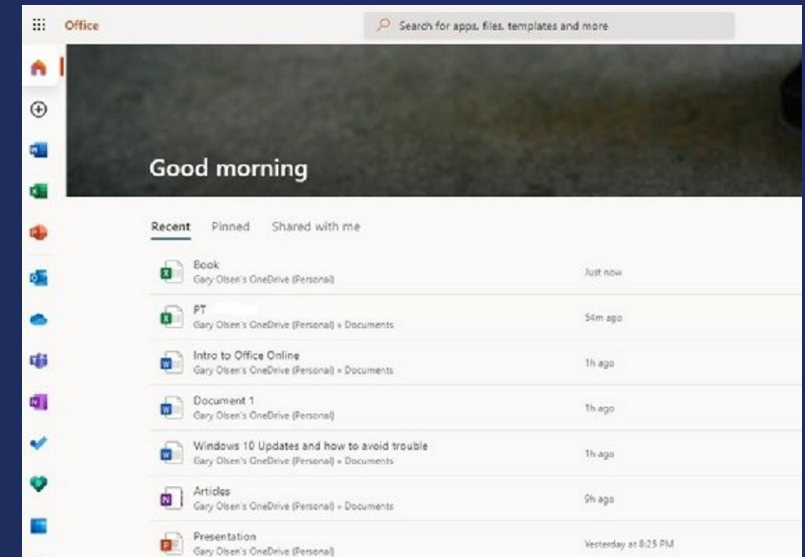 Office
Search for apps, files, templates and more
Good morning
Recent Pinned Shared with me
Book
Gary Olsen's OneDrive (Personal)
Just now
PT
Gary Olsen's OneDrive (Personal) » Documents
54m ago
Intro to Office Online
Gary Olsen's OneDrive (Personal) » Documents
1h ago
Document 1
Gary Olsen's OneDrive (Personal)
1h ago
Windows 10 Updates and how to avoid trouble
Gary Olsen's OneDrive (Personal) » Documents
1h ago
Articles
Gary Olsen's OneDrive (Personal) » Documents
9h ago
Presentation
Gary Olsen's OneDrive (Personal)
Yesterday at 8:25 PM